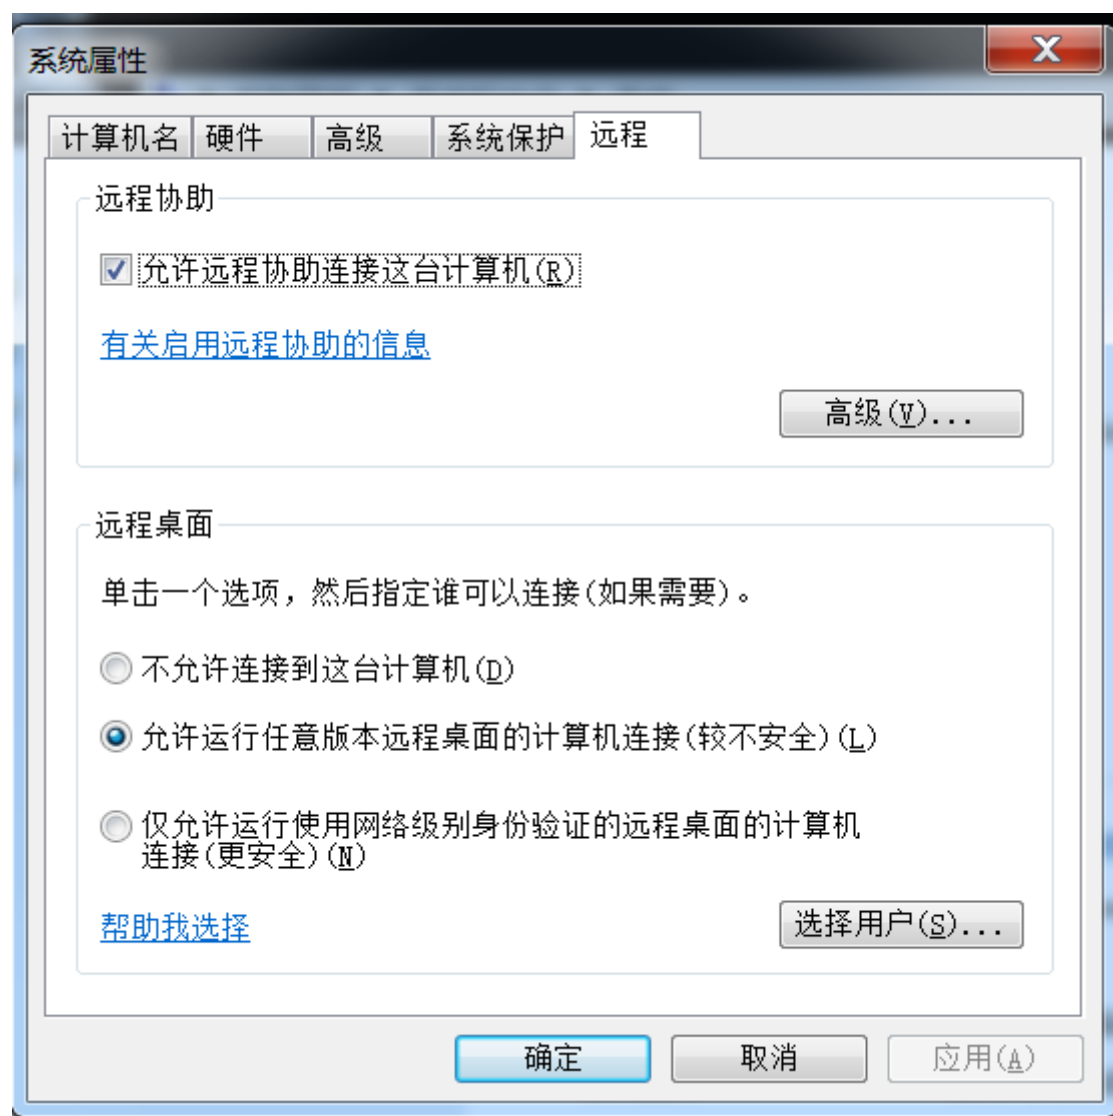 系统属性
计算机名 硬件 高级 系统保护 远程
远程协助
允许远程协助连接这台计算机(R)
有关启用远程协助的信息
高级(V)...
远程桌面
单击一个选项，然后指定谁可以连接(如果需要)。
不允许连接到这台计算机(D)
允许运行任意版本远程桌面的计算机连接(较不安全)(L)
仅允许运行使用网络级别身份验证的远程桌面的计算机
连接(更安全)(N)
帮助我选择 选择用户(S)...
确定 取消 应用(A)